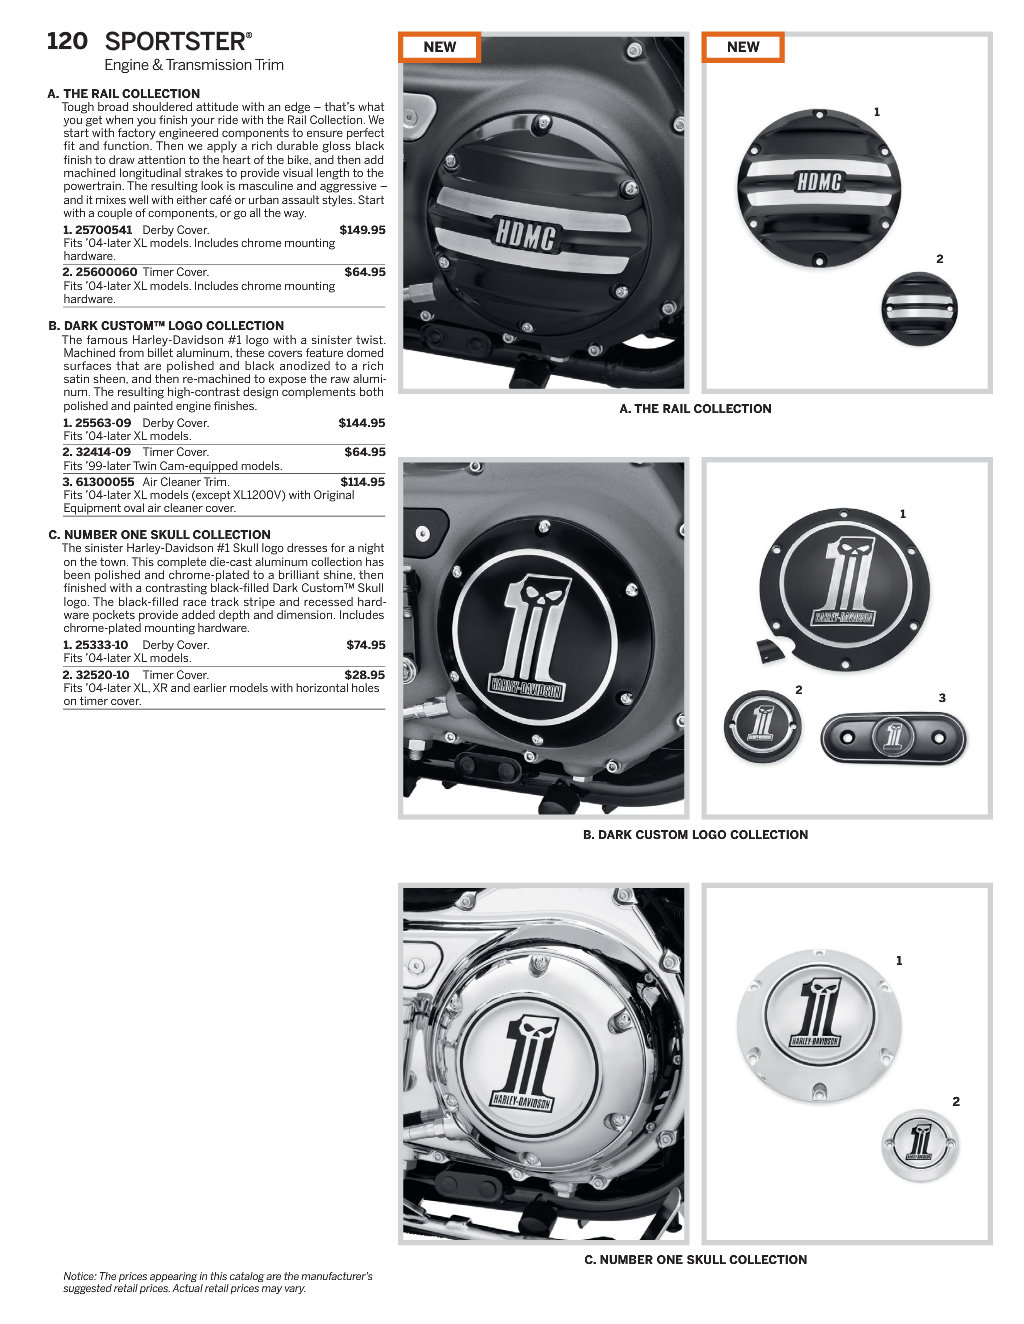 120 SPORTSTER®
Engine & Transmission Trim
A. THE RAIL COLLECTION
Tough broad shouldered attitude with an edge – that's what
you get when you finish your ride with the Rail Collection. We
start with factory engineered components to ensure perfect
fit and function. Then we apply a rich durable gloss black
finish to draw attention to the heart of the bike, and then add
machined longitudinal strakes to provide visual length to the
powertrain. The resulting look is masculine and aggressive –
and it mixes well with either café or urban assault styles. Start
with a couple of components, or go all the way.
1. 25700541 Derby Cover. $149.95
Fits '04-later XL models. Includes chrome mounting
hardware.
2. 25600060 Timer Cover. $64.95
Fits '04-later XL models. Includes chrome mounting
hardware.
B. DARK CUSTOM™ LOGO COLLECTION
The famous Harley-Davidson #1 logo with a sinister twist.
Machined from billet aluminum, these covers feature domed
surfaces that are polished and black anodized to a rich
satin sheen, and then re-machined to expose the raw alumi-
num. The resulting high-contrast design complements both
polished and painted engine finishes.
1. 25563-09 Derby Cover. $144.95
Fits '04-later XL models.
2. 32414-09 Timer Cover. $64.95
Fits '99-later Twin Cam-equipped models.
3. 61300055 Air Cleaner Trim. $114.95
Fits '04-later XL models (except XL1200V) with Original
Equipment oval air cleaner cover.
C. NUMBER ONE SKULL COLLECTION
The sinister Harley-Davidson #1 Skull logo dresses for a night
on the town. This complete die-cast aluminum collection has
been polished and chrome-plated to a brilliant shine, then
finished with a contrasting black-filled Dark Custom™ Skull
logo. The black-filled race track stripe and recessed hard-
ware pockets provide added depth and dimension. Includes
chrome-plated mounting hardware.
1. 25333-10 Derby Cover. $74.95
Fits '04-later XL models.
2. 32520-10 Timer Cover. $28.95
Fits '04-later XL, XR and earlier models with horizontal holes
on timer cover.
Notice: The prices appearing in this catalog are the manufacturer's
suggested retail prices. Actual retail prices may vary.
NEW
HDMC
NEW
1
HDMC
2
A. THE RAIL COLLECTION
1
HARLEY-DAVIDSON
1
1
HARLEY-DAVIDSON
2
1
3
1
B. DARK CUSTOM LOGO COLLECTION
1
HARLEY-DAVIDSON
1
1
HARLEY-DAVIDSON
2
1
HARLEY-DAVIDSON
C. NUMBER ONE SKULL COLLECTION